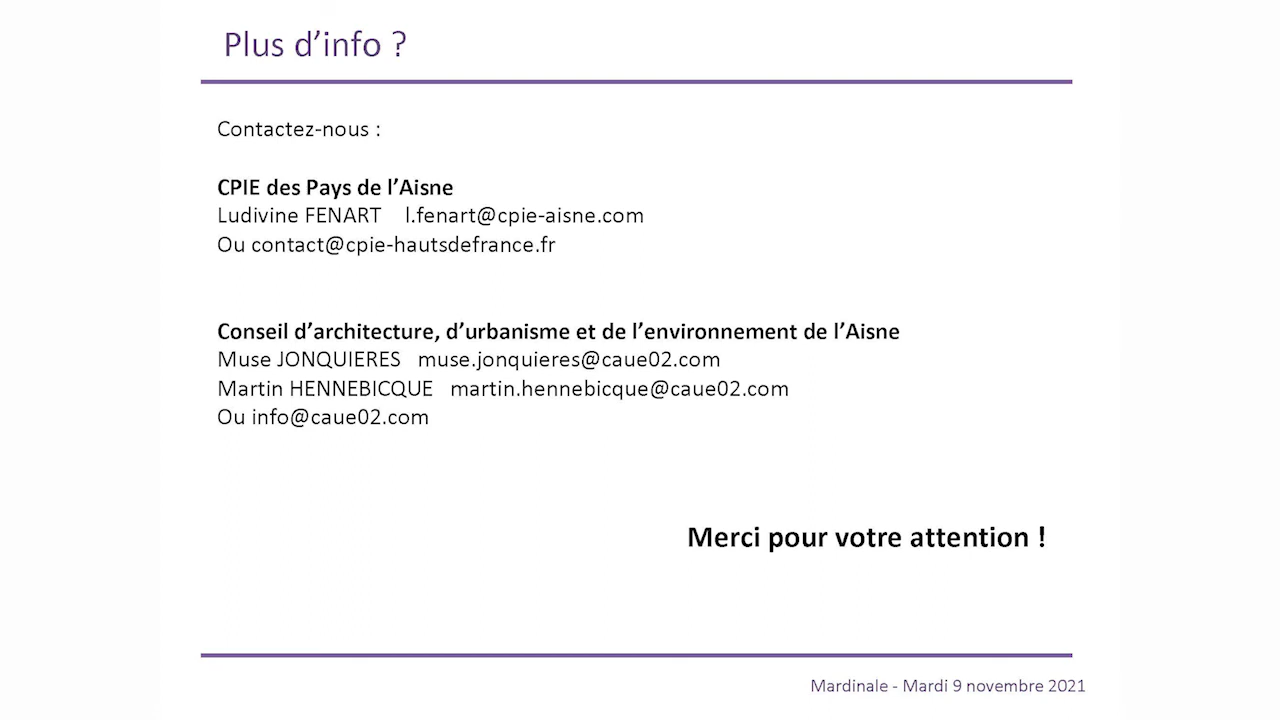 Plus d’info ?
Contactez-nous :
CPIE des Pays de l’Aisne
Ludivine FENART l.fenart@cpie-aisne.com
Ou contact@cpie-hautsdefrance.fr
Conseil d’architecture, d’urbanisme et de l’environnement de l’Aisne
Muse JONQUIERES muse.jonquieres@caue02.com
Martin HENNEBICQUE martin.hennebicque@caue02.com
Ou info@caue02.com
Merci pour votre attention !
Mardinale - Mardi 9 novembre 2021